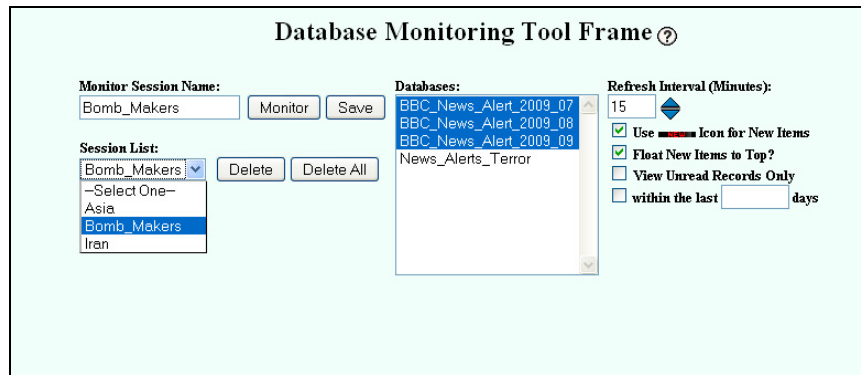 Database Monitoring Tool Frame ?
Monitor Session Name:
Bomb_Makers Monitor Save
Session List:
Bomb_Makers Delete Delete All
--Select One--
Asia
Bomb_Makers
Iran
Databases:
BBC_News_Alert_2009_07
BBC_News_Alert_2009_08
BBC_News_Alert_2009_09
News_Alerts_Terror
Refresh Interval (Minutes):
15
Use Icon for New Items
Float New Items to Top?
View Unread Records Only
within the last days